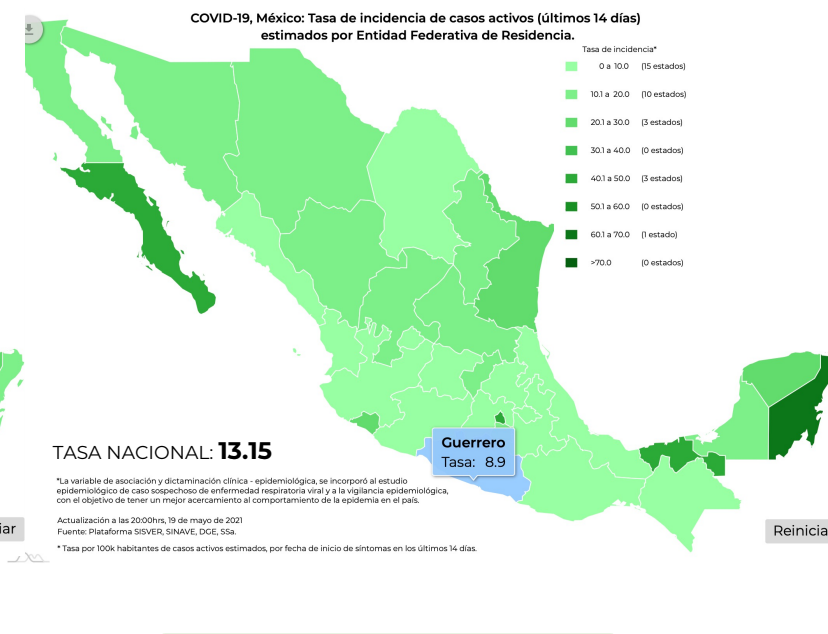 COVID-19, México: Tasa de incidencia de casos activos (últimos 14 días)
estimados por Entidad Federativa de Residencia.
Tasa de incidencia*
0 a 10.0 (15 estados)
10.1 a 20.0 (10 estados)
20.1 a 30.0 (3 estados)
30.1 a 40.0 (0 estados)
40.1 a 50.0 (3 estados)
50.1 a 60.0 (0 estados)
60.1 a 70.0 (1 estado)
>70.0 (0 estados)
Guerrero
Tasa: 8.9
TASA NACIONAL: 13.15
*La variable de asociación y dictaminación clínica - epidemiológica, se incorporó al estudio
epidemiológico de caso sospechoso de enfermedad respiratoria viral y a la vigilancia epidemiológica,
con el objetivo de tener un mejor acercamiento al comportamiento de la epidemia en el país.
Actualización a las 20:00hrs, 19 de mayo de 2021
Fuente: Plataforma SISVER, SINAVE, DGE, SSa.
* Tasa por 100k habitantes de casos activos estimados, por fecha de inicio de síntomas en los últimos 14 días.
iar
Reinicia